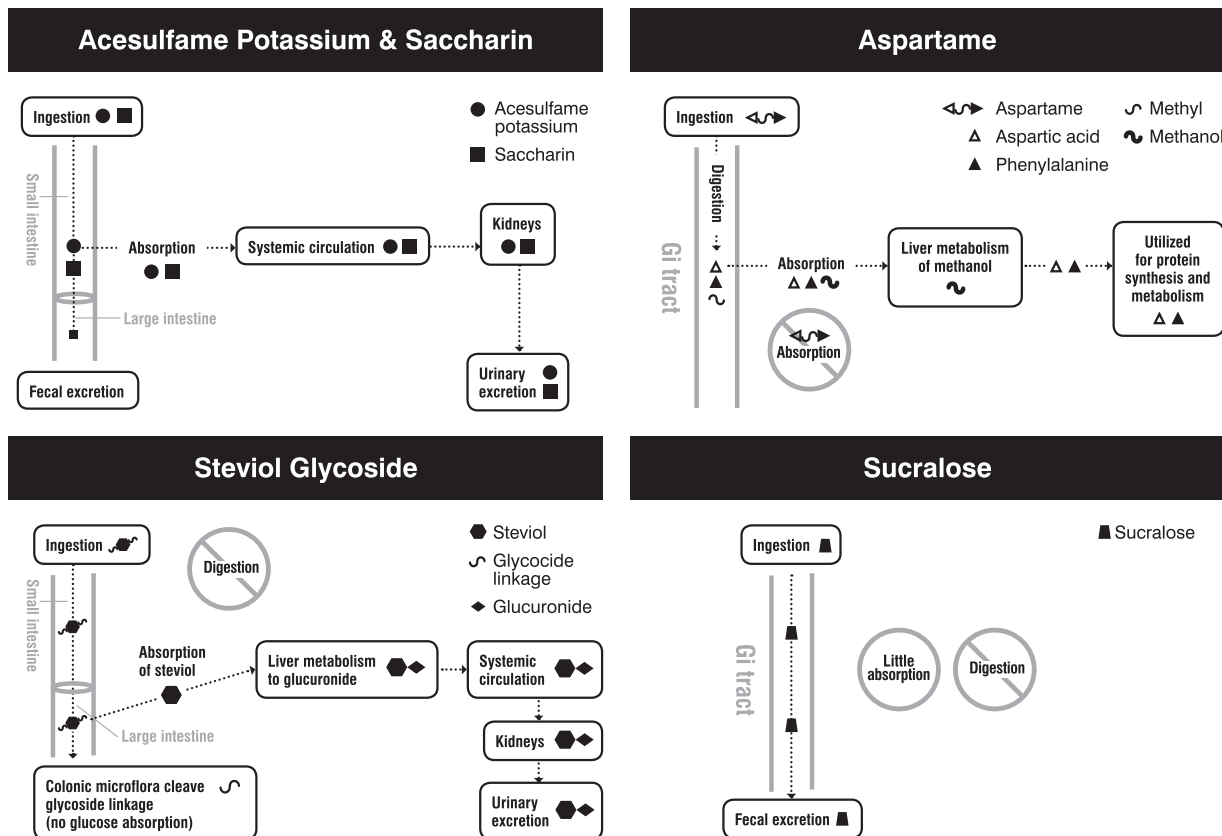 Acesulfame Potassium & Saccharin
Ingestion
Acesulfame
potassium
Saccharin
Small intestine
Absorption
Systemic circulation
Kidneys
Large intestine
Fecal excretion
Urinary
excretion
Aspartame
Ingestion
Aspartame
Methyl
Aspartic acid
Methanol
Phenylalanine
Digestion
Gi tract
Absorption
Liver metabolism
of methanol
Utilized
for protein
synthesis and
metabolism
Absorption
Steviol Glycoside
Ingestion
Digestion
Steviol
Glycocide
linkage
Glucuronide
Small intestine
Absorption
of steviol
Liver metabolism
to glucuronide
Systemic
circulation
Large intestine
Kidneys
Colonic microflora cleave
glycoside linkage
(no glucose absorption)
Urinary
excretion
Sucralose
Ingestion
Sucralose
Gi tract
Little
absorption
Digestion
Fecal excretion